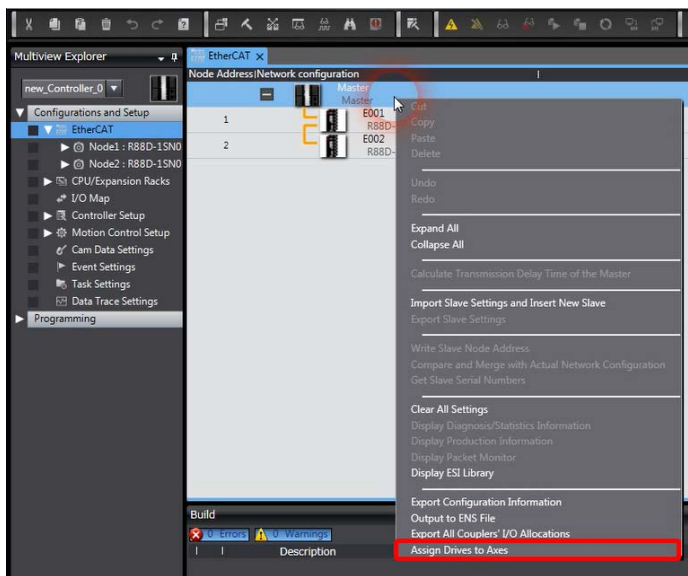 Multiview Explorer
EtherCAT
Node Address|Network configuration
new_Controller_0
Configurations and Setup
EtherCAT
Node1 : R88D-1SN0
Node2 : R88D-1SN0
CPU/Expansion Racks
I/O Map
Controller Setup
Motion Control Setup
Cam Data Settings
Event Settings
Task Settings
Data Trace Settings
Programming
Master
Master
1
E001
R88D-
2
E002
R88D-
Cut
Copy
Paste
Delete
Undo
Redo
Expand All
Collapse All
Calculate Transmission Delay Time of the Master
Import Slave Settings and Insert New Slave
Export Slave Settings
Write Slave Node Address
Compare and Merge with Actual Network Configuration
Get Slave Serial Numbers
Clear All Settings
Display Diagnosis/Statistics Information
Display Production Information
Display Packet Monitor
Display ESI Library
Export Configuration Information
Output to ENS File
Export All Couplers' I/O Allocations
Assign Drives to Axes
Build
0 Errors
0 Warnings
Description